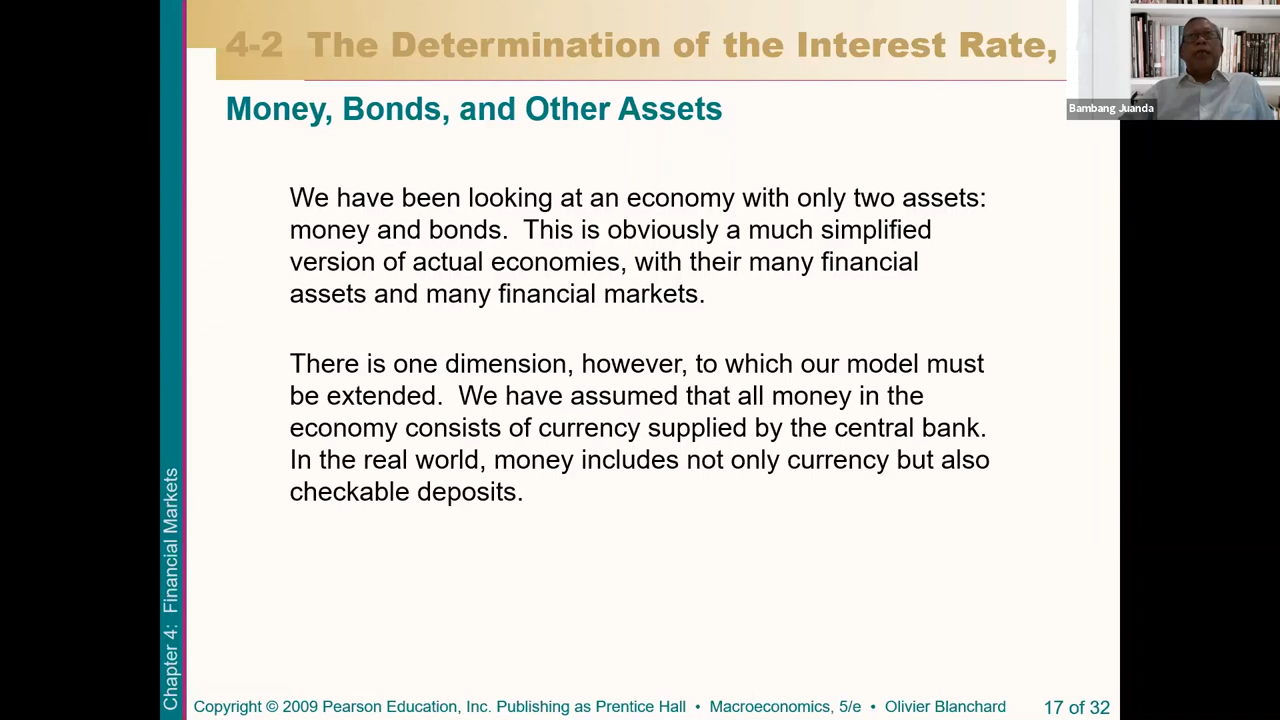 4-2 The Determination of the Interest Rate,
Bambang Juanda
Money, Bonds, and Other Assets
We have been looking at an economy with only two assets:
money and bonds. This is obviously a much simplified
version of actual economies, with their many financial
assets and many financial markets.
There is one dimension, however, to which our model must
be extended. We have assumed that all money in the
economy consists of currency supplied by the central bank.
In the real world, money includes not only currency but also
checkable deposits.
Chapter 4: Financial Markets
Copyright © 2009 Pearson Education, Inc. Publishing as Prentice Hall • Macroeconomics, 5/e • Olivier Blanchard
17 of 32